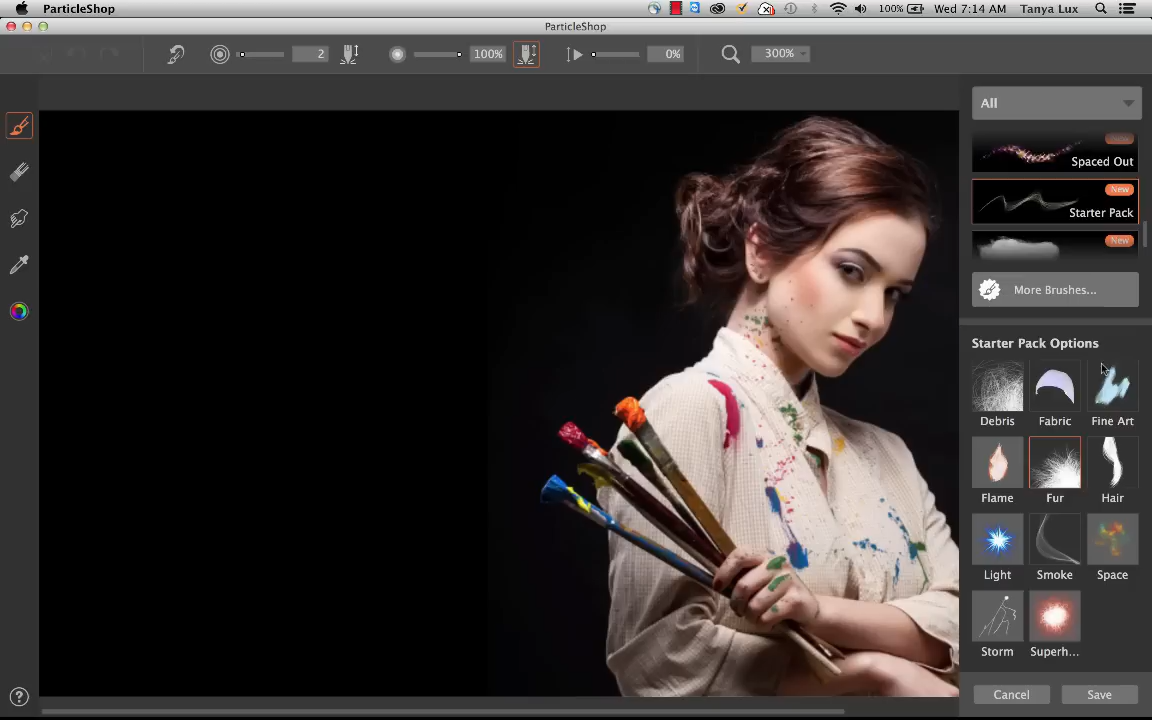 ParticleShop
100%
Wed 7:14 AM
Tanya Lux
ParticleShop
2
100%
0%
300%
All
New
Spaced Out
New
Starter Pack
New
More Brushes...
Starter Pack Options
Debris
Fabric
Fine Art
Flame
Fur
Hair
Light
Smoke
Space
Storm
Superh...
?
Cancel
Save